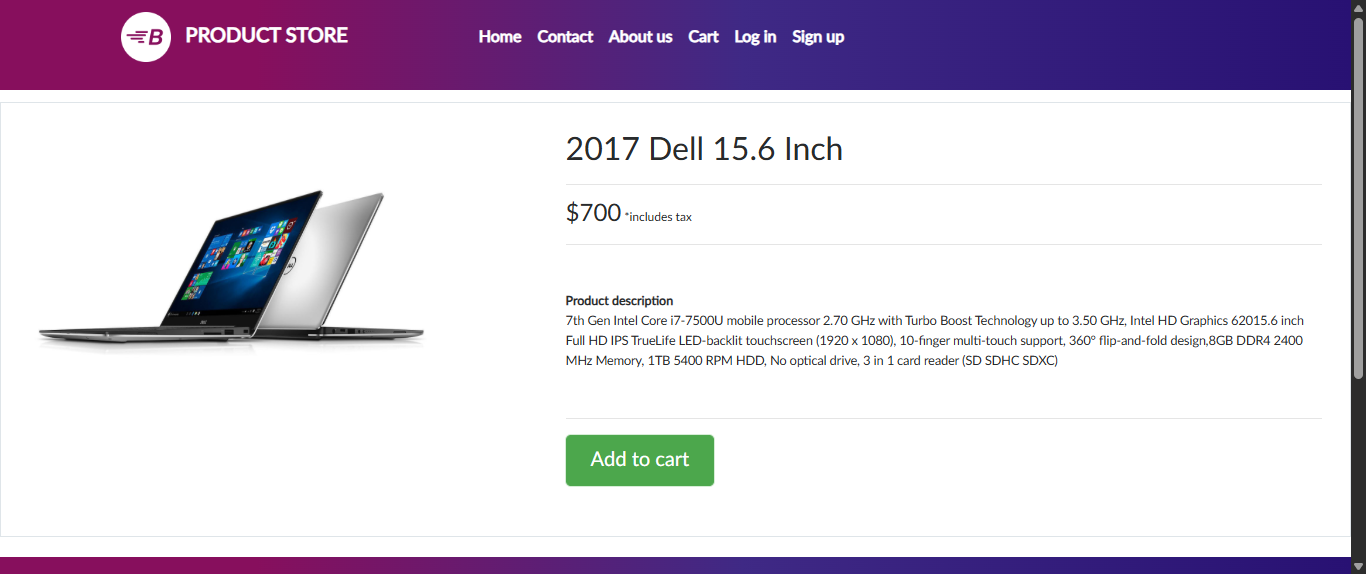 B PRODUCT STORE
Home Contact About us Cart Log in Sign up
2017 Dell 15.6 Inch
$700 *includes tax
Product description
7th Gen Intel Core i7-7500U mobile processor 2.70 GHz with Turbo Boost Technology up to 3.50 GHz, Intel HD Graphics 62015.6 inch
Full HD IPS TrueLife LED-backlit touchscreen (1920 x 1080), 10-finger multi-touch support, 360° flip-and-fold design,8GB DDR4 2400
MHz Memory, 1TB 5400 RPM HDD, No optical drive, 3 in 1 card reader (SD SDHC SDXC)
Add to cart